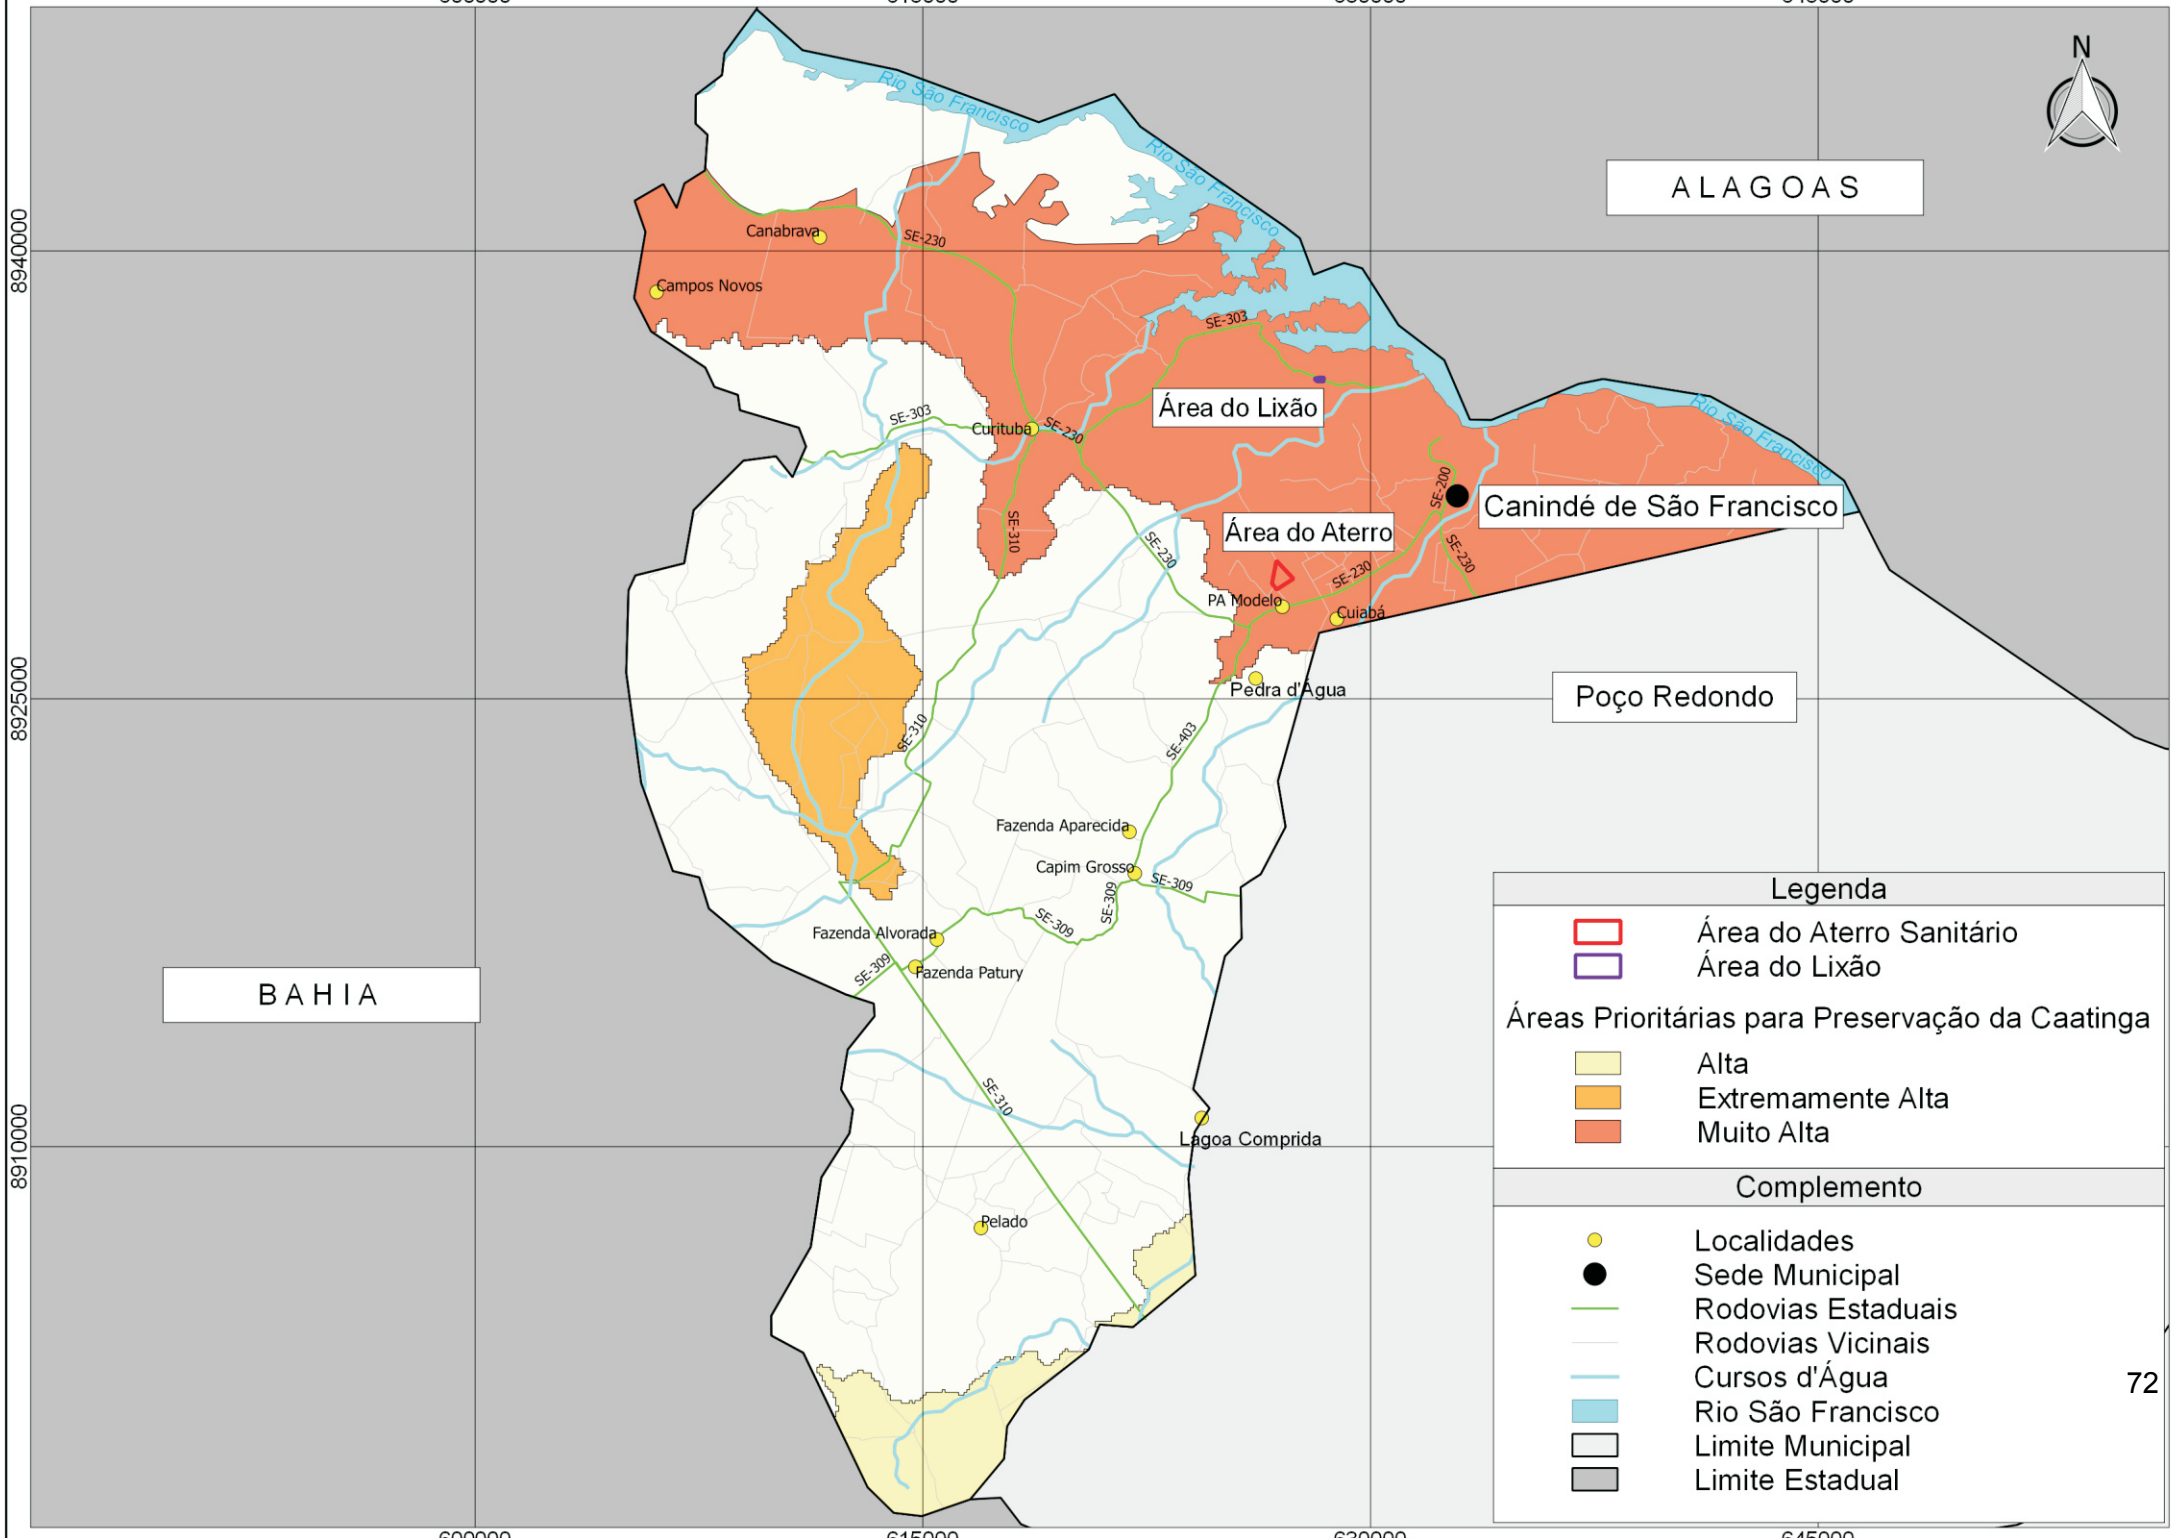 N
ALAGOAS
Rio São Francisco
Rio São Francisco
Rio São Francisco
8940000
Canabrava
SE-230
Campos Novos
SE-303
Área do Lixão
SE-303
Curituba
SE-230
SE-200
Canindé de São Francisco
SE-310
Área do Aterro
SE-230
SE-230
SE-230
PA Modelo
Cuiabá
8925000
Pedra d'Água
Poço Redondo
SE-310
SE-403
Fazenda Aparecida
Capim Grosso
SE-309
SE-309
SE-309
Fazenda Alvorada
SE-309
Fazenda Patury
BAHIA
SE-310
8910000
Lagoa Comprida
Pelado
Legenda
Área do Aterro Sanitário
Área do Lixão
Áreas Prioritárias para Preservação da Caatinga
Alta
Extremamente Alta
Muito Alta
Complemento
Localidades
Sede Municipal
Rodovias Estaduais
Rodovias Vicinais
Cursos d'Água
72
Rio São Francisco
Limite Municipal
Limite Estadual